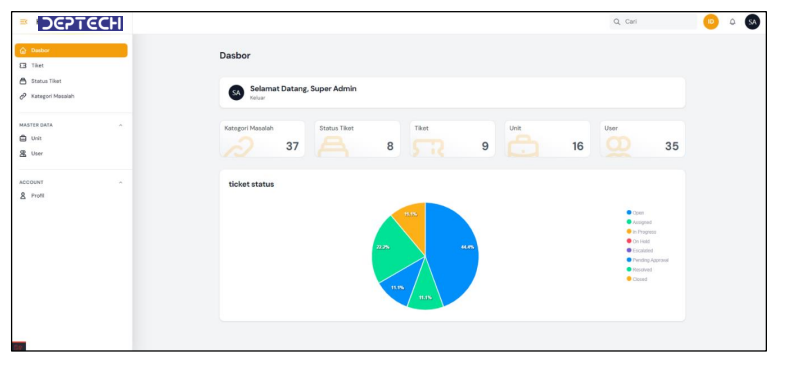 DEPTECH
Cari
ID
SA
Dasbor
Tiket
Status Tiket
Kategori Masalah
MASTER DATA
Unit
User
ACCOUNT
Profil
Dasbor
SA
Selamat Datang, Super Admin
Keluar
Kategori Masalah
37
Status Tiket
8
Tiket
9
Unit
16
User
35
ticket status
11.1%
22.2%
44.4%
11.1%
11.1%
Open
Assigned
In Progress
On Hold
Escalated
Pending Approval
Resolved
Closed